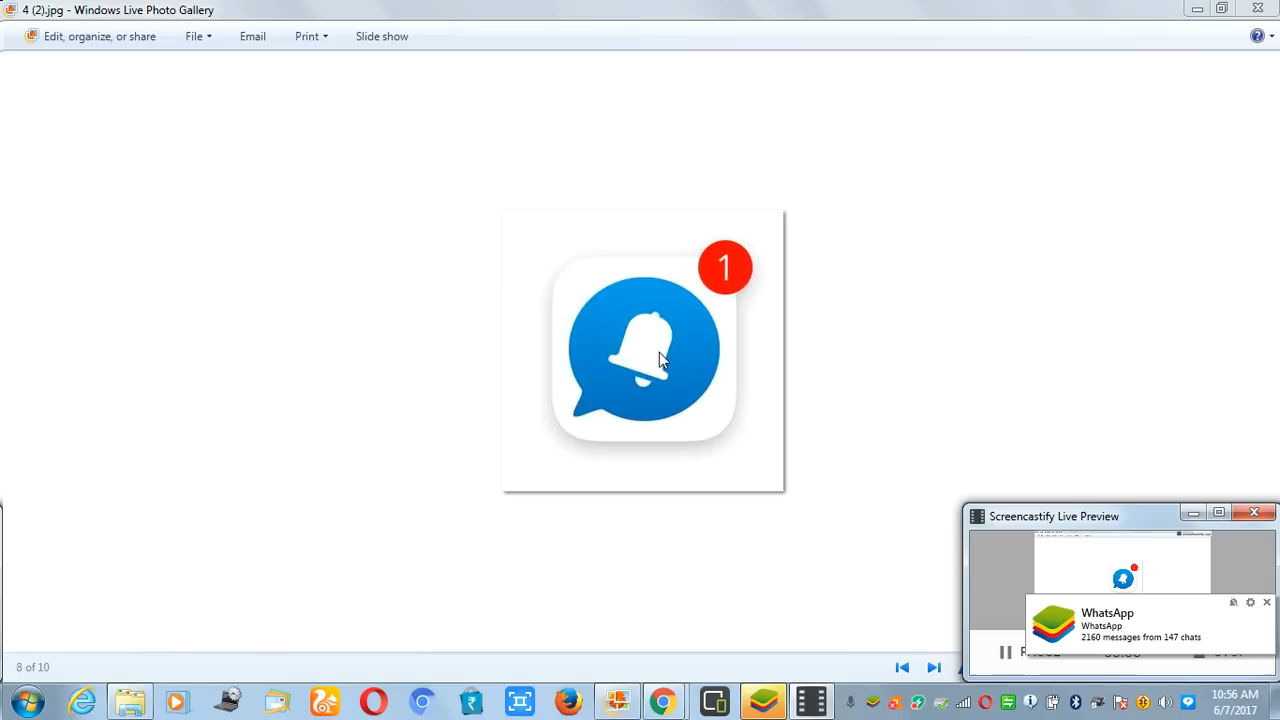 4 (2).jpg - Windows Live Photo Gallery
Edit, organize, or share
File
Email
Print
Slide show
1
Screencastify Live Preview
WhatsApp
WhatsApp
2160 messages from 147 chats
8 of 10
10:56 AM
6/7/2017